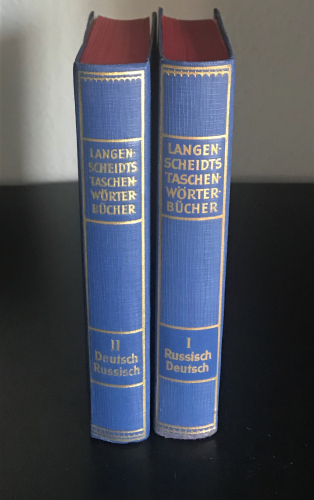 LANGEN-
SCHEIDTS
TASCHEN-
WÖRTER-
BÜCHER
II
Deutsch
Russisch
LANGEN-
SCHEIDTS
TASCHEN-
WÖRTER-
BÜCHER
I
Russisch
Deutsch